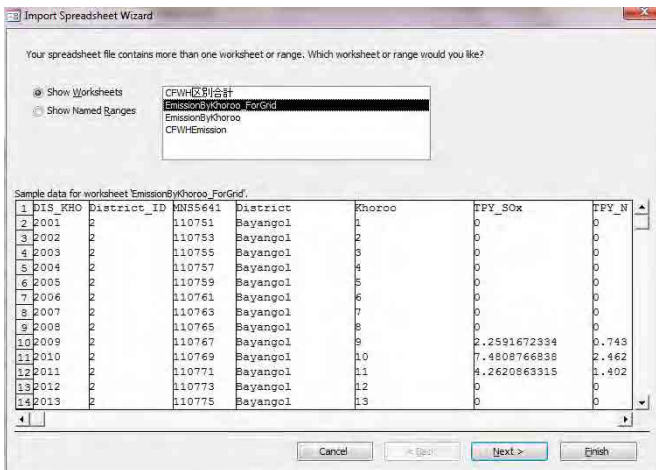 Import Spreadsheet Wizard
Your spreadsheet file contains more than one worksheet or range. Which worksheet or range would you like?
Show Worksheets
Show Named Ranges
CFWH区別合計
EmissionByKhoroo_ForGrid
EmissionByKhoroo
CFWHEmission
Sample data for worksheet 'EmissionByKhoroo_ForGrid'.
1 DIS_KHO District_ID MNS5641 District Khoroo TPY_SOx TPY_N
2 2001 2 110751 Bayangol 1 0 0
3 2002 2 110753 Bayangol 2 0 0
4 2003 2 110755 Bayangol 3 0 0
5 2004 2 110757 Bayangol 4 0 0
6 2005 2 110759 Bayangol 5 0 0
7 2006 2 110761 Bayangol 6 0 0
8 2007 2 110763 Bayangol 7 0 0
9 2008 2 110765 Bayangol 8 0 0
10 2009 2 110767 Bayangol 9 2.2591672334 0.743
11 2010 2 110769 Bayangol 10 7.4808766838 2.462
12 2011 2 110771 Bayangol 11 4.2620863315 1.402
13 2012 2 110773 Bayangol 12 0 0
14 2013 2 110775 Bayangol 13 0 0
Cancel < Back Next > Finish